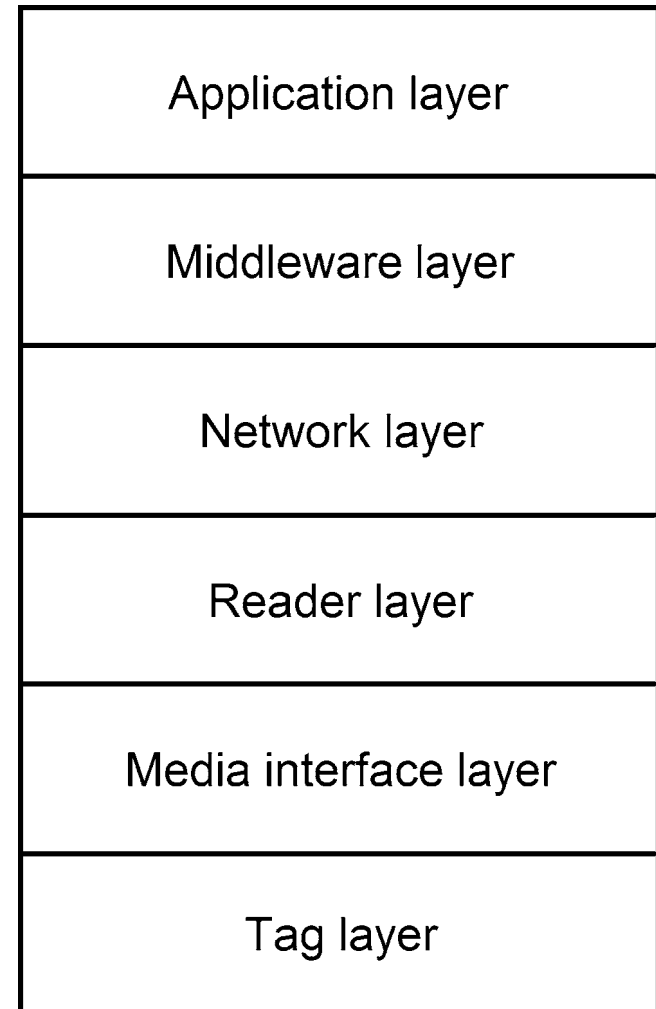 Application layer
Middleware layer
Network layer
Reader layer
Media interface layer
Tag layer